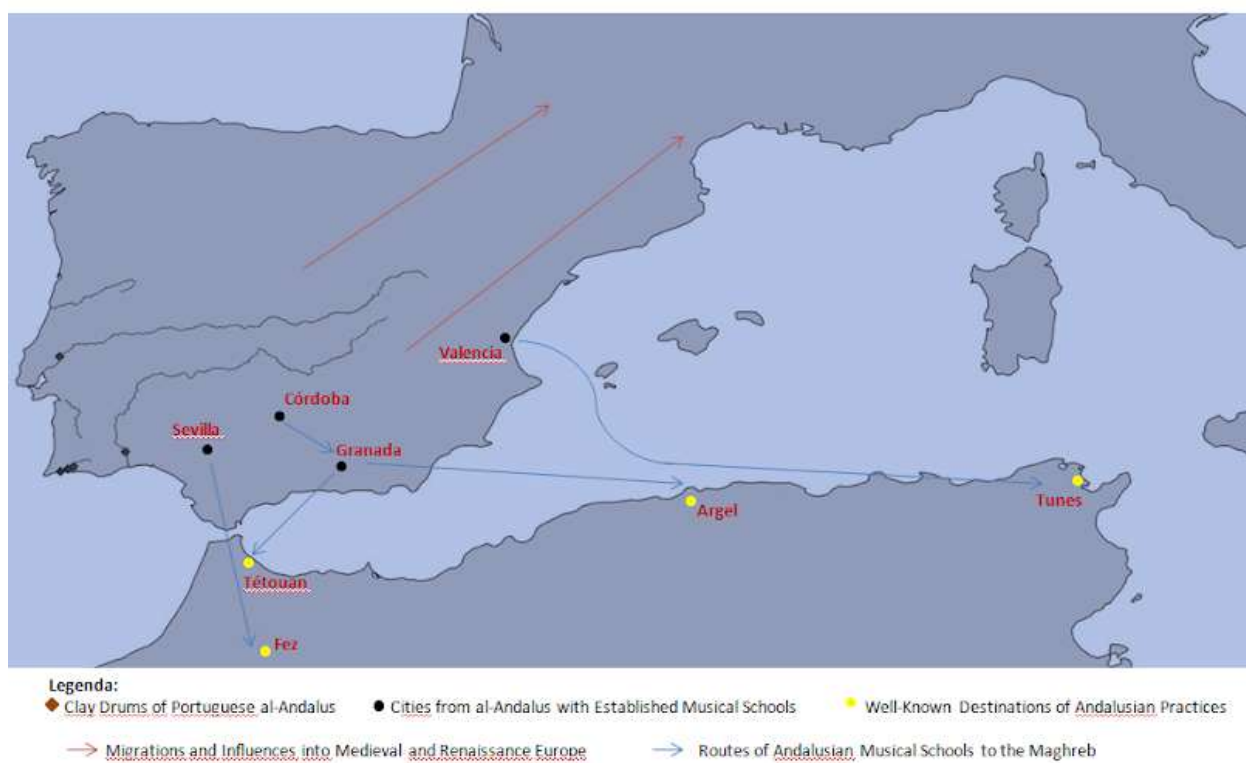 Valencia
Córdoba
Sevilla
Granada
Argel
Tunes
Tétouan
Fez
Legenda:
Clay Drums of Portuguese al-Andalus Cities from al-Andalus with Established Musical Schools Well-Known Destinations of Andalusian Practices
Migrations and Influences into Medieval and Renaissance Europe Routes of Andalusian Musical Schools to the Maghreb